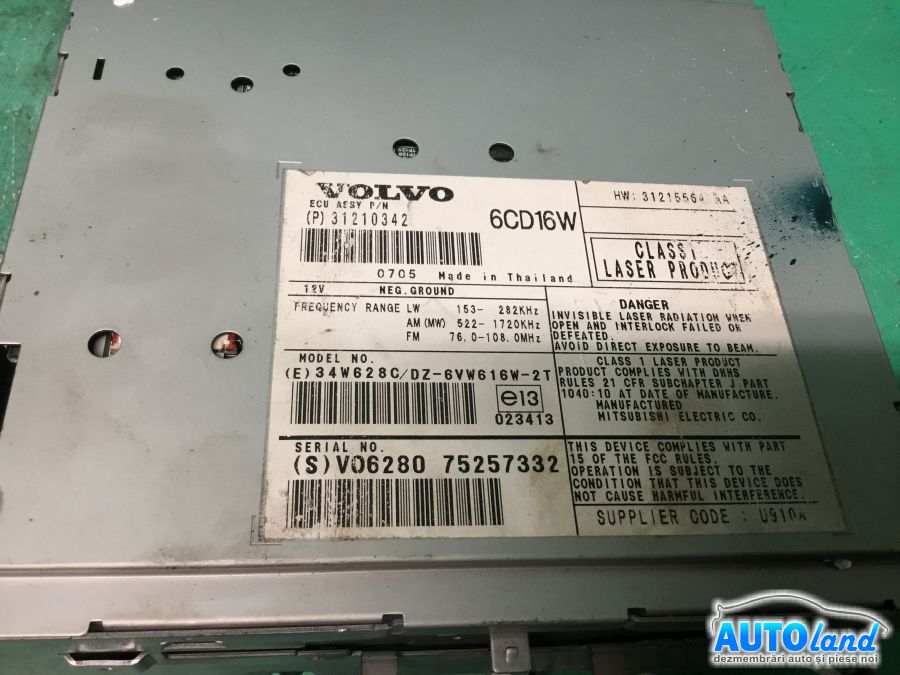 VOLVO
ECU ASSY P/N
(P) 31210342
6CD16W
0705 Made in Thailand
HW: 31215564 AA
CLASS 1
LASER PRODUCT
12V NEG. GROUND
FREQUENCY RANGE LW 153- 282KHz
AM (MW) 522- 1720KHz
FM 76.0-108.0MHz
DANGER
INVISIBLE LASER RADIATION WHEN
OPEN AND INTERLOCK FAILED OR
DEFEATED.
AVOID DIRECT EXPOSURE TO BEAM.
MODEL NO.
(E) 34W628C/DZ-6VW616W-2T
e13
023413
CLASS 1 LASER PRODUCT
PRODUCT COMPLIES WITH DHHS
RULES 21 CFR SUBCHAPTER J PART
1040:10 AT DATE OF MANUFACTURE.
MANUFACTURED
MITSUBISHI ELECTRIC CO.
SERIAL NO.
(S) VO6280 75257332
THIS DEVICE COMPLIES WITH PART
15 OF THE FCC RULES.
OPERATION IS SUBJECT TO THE
CONDITION THAT THIS DEVICE DOES
NOT CAUSE HARMFUL INTERFERENCE.
SUPPLIER CODE : U910A
AUTOland
dezmembrări auto și piese noi